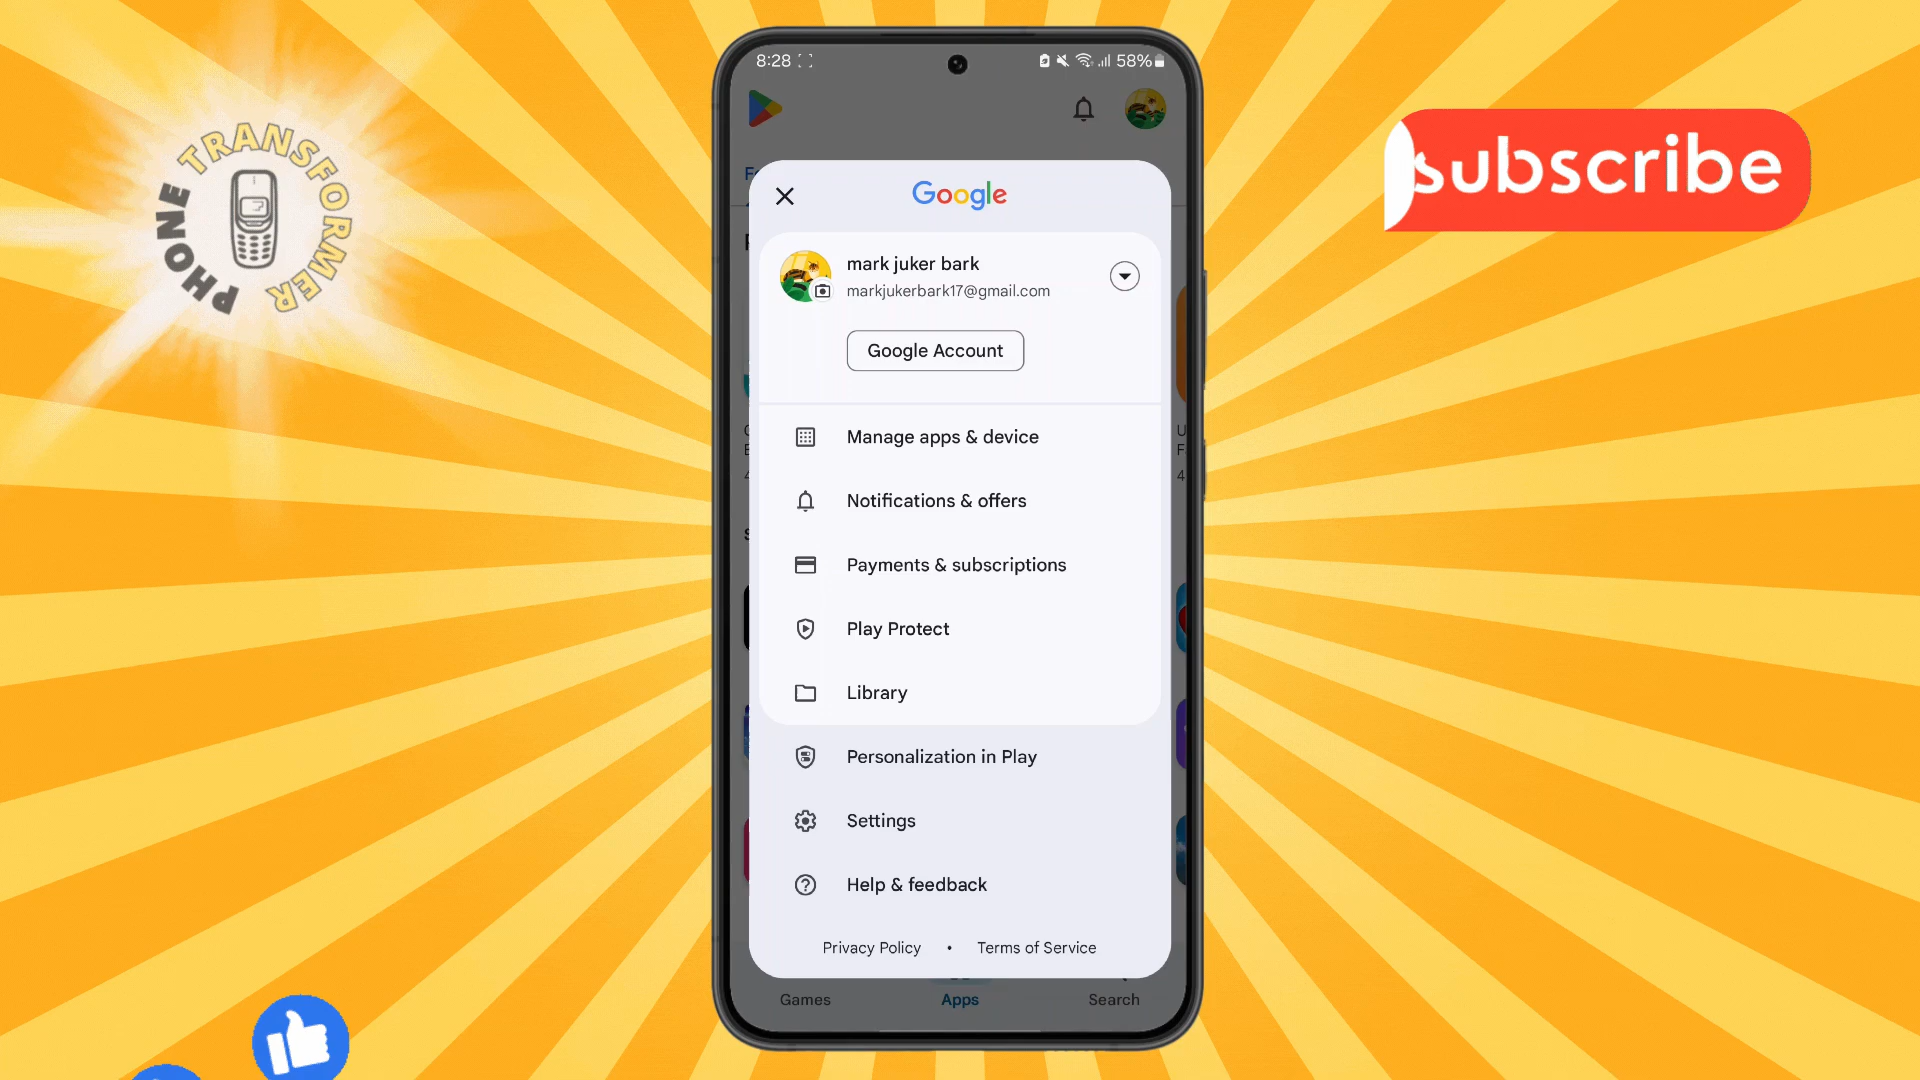 PHONE TRANSFORMER
subscribe
8:28
58%
Google
mark juker bark
markjukerbark17@gmail.com
Google Account
Manage apps & device
Notifications & offers
Payments & subscriptions
Play Protect
Library
Personalization in Play
Settings
Help & feedback
Privacy Policy • Terms of Service
Games Apps Search